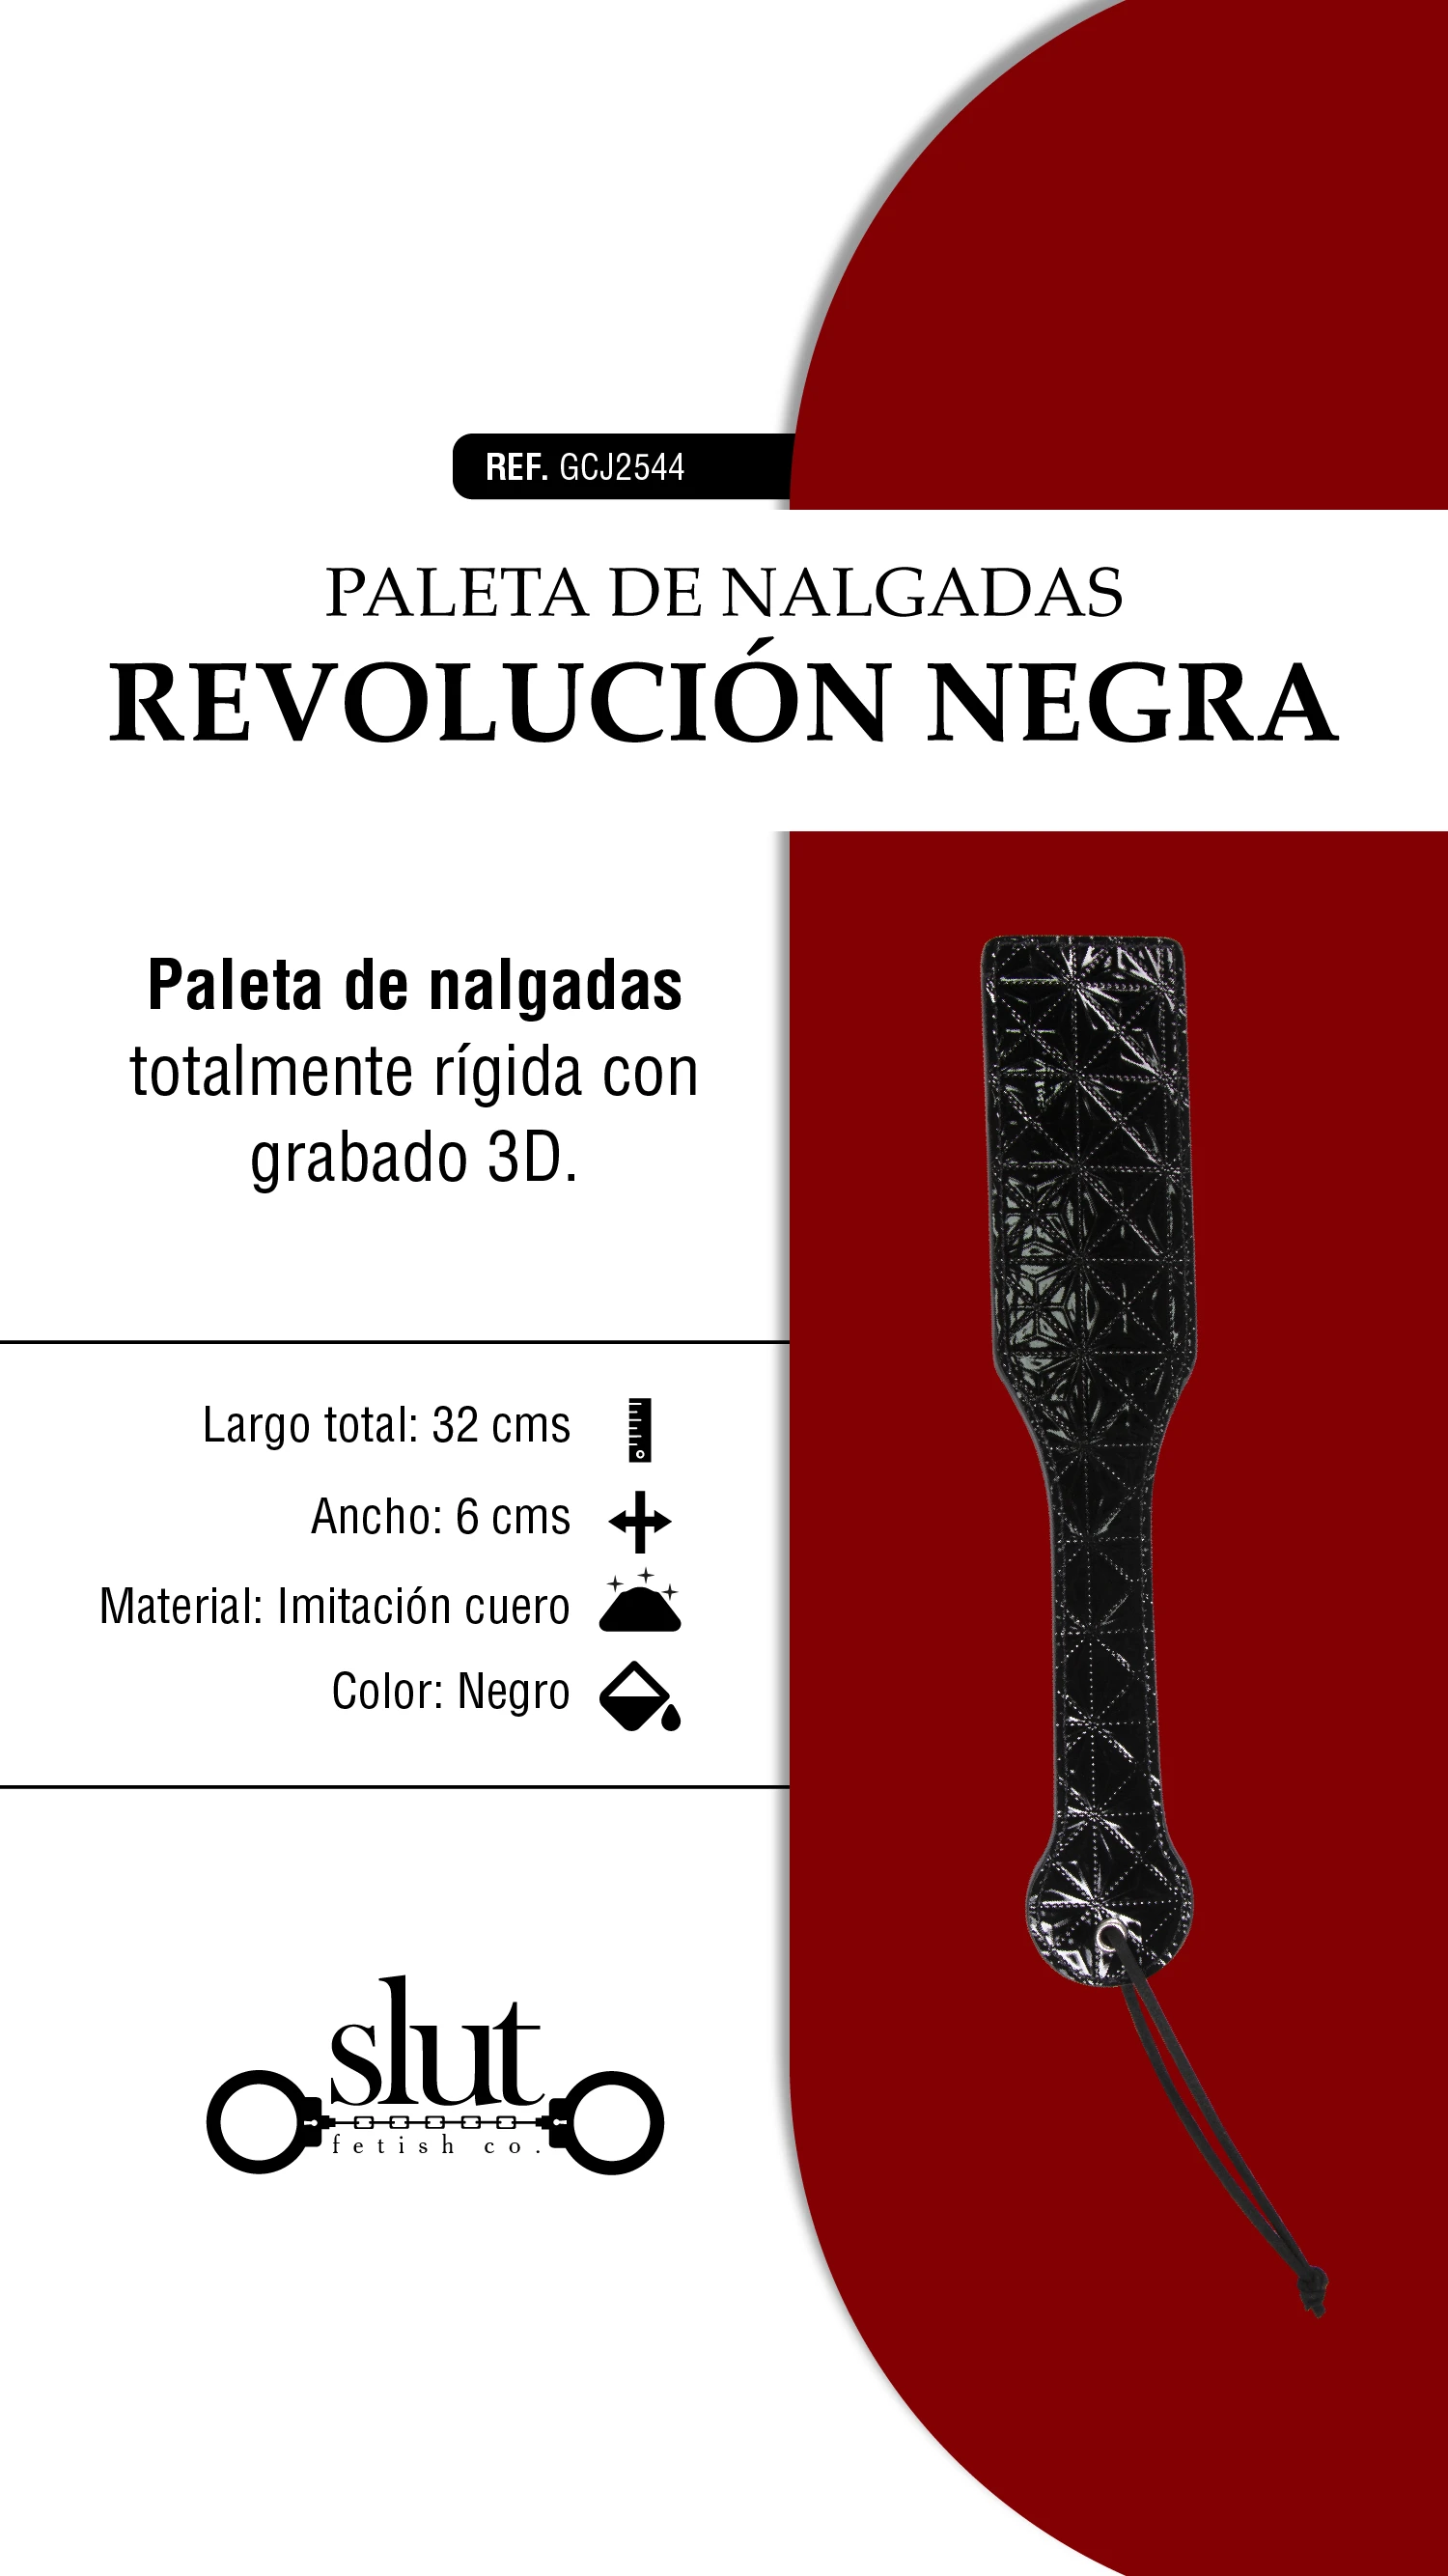 REF. GCJ2544
PALETA DE NALGADAS
REVOLUCIÓN NEGRA
Paleta de nalgadas
totalmente rígida con
grabado 3D.
Largo total: 32 cms
Ancho: 6 cms
Material: Imitación cuero
Color: Negro
slut
fetish co.